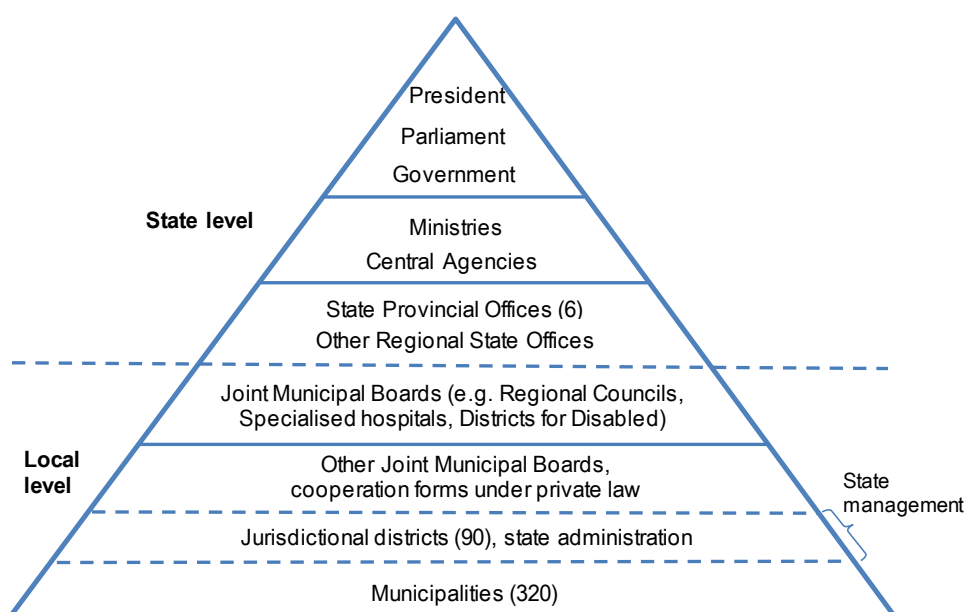 President
Parliament
Government
State level
Ministries
Central Agencies
State Provincial Offices (6)
Other Regional State Offices
Joint Municipal Boards (e.g. Regional Councils,
Specialised hospitals, Districts for Disabled)
Local
level
Other Joint Municipal Boards,
cooperation forms under private law
State
management
Jurisdictional districts (90), state administration
Municipalities (320)